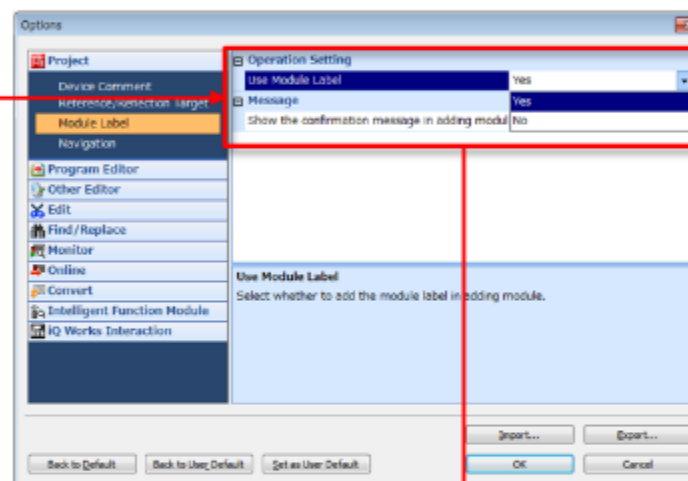 Options
Project
Device Comment
Reference/Reflection Target
Module Label
Navigation
Program Editor
Other Editor
Edit
Find/Replace
Monitor
Online
Convert
Intelligent Function Module
iQ Works Interaction
Operation Setting
Use Module Label Yes
Message Yes
Show the confirmation message in adding modul No
Use Module Label
Select whether to add the module label in adding module.
Import... Export...
Back to Default Back to User Default Set as User Default OK Cancel